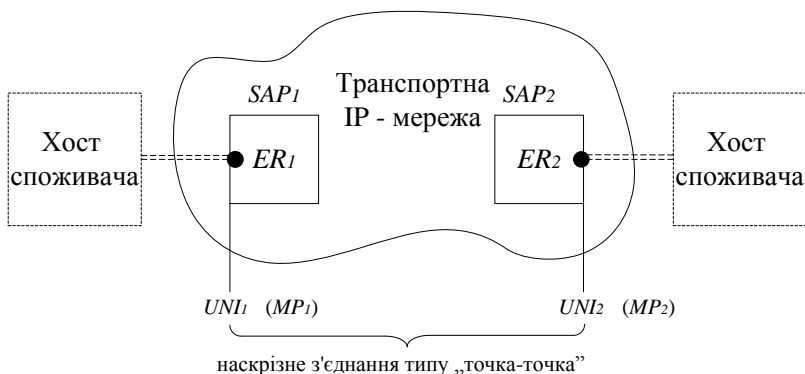 SAP1
Транспортна
IP - мережа
SAP2
Хост
споживача
ER1
ER2
Хост
споживача
UNI1 (MP1)
UNI2 (MP2)
наскрізне з'єднання типу „точка-точка”